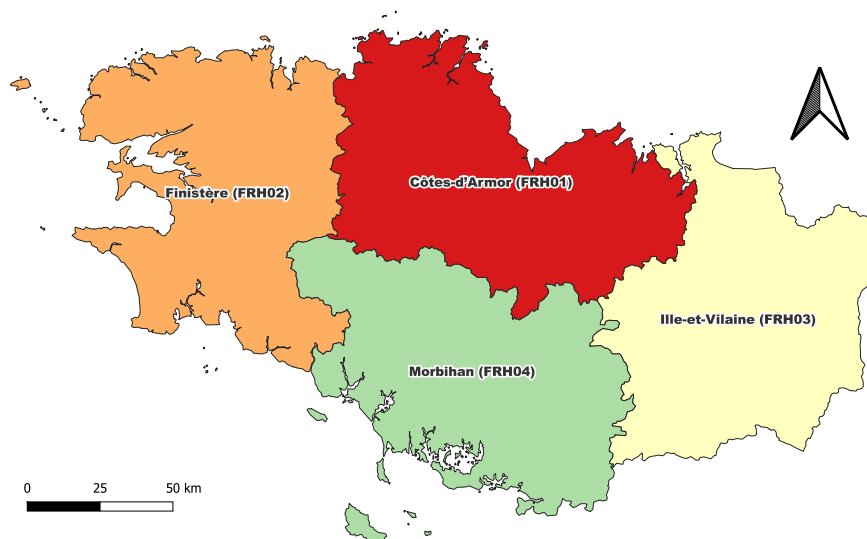 Côtes-d'Armor (FRH01)
Finistère (FRH02)
Ille-et-Vilaine (FRH03)
Morbihan (FRH04)
0 25 50 km